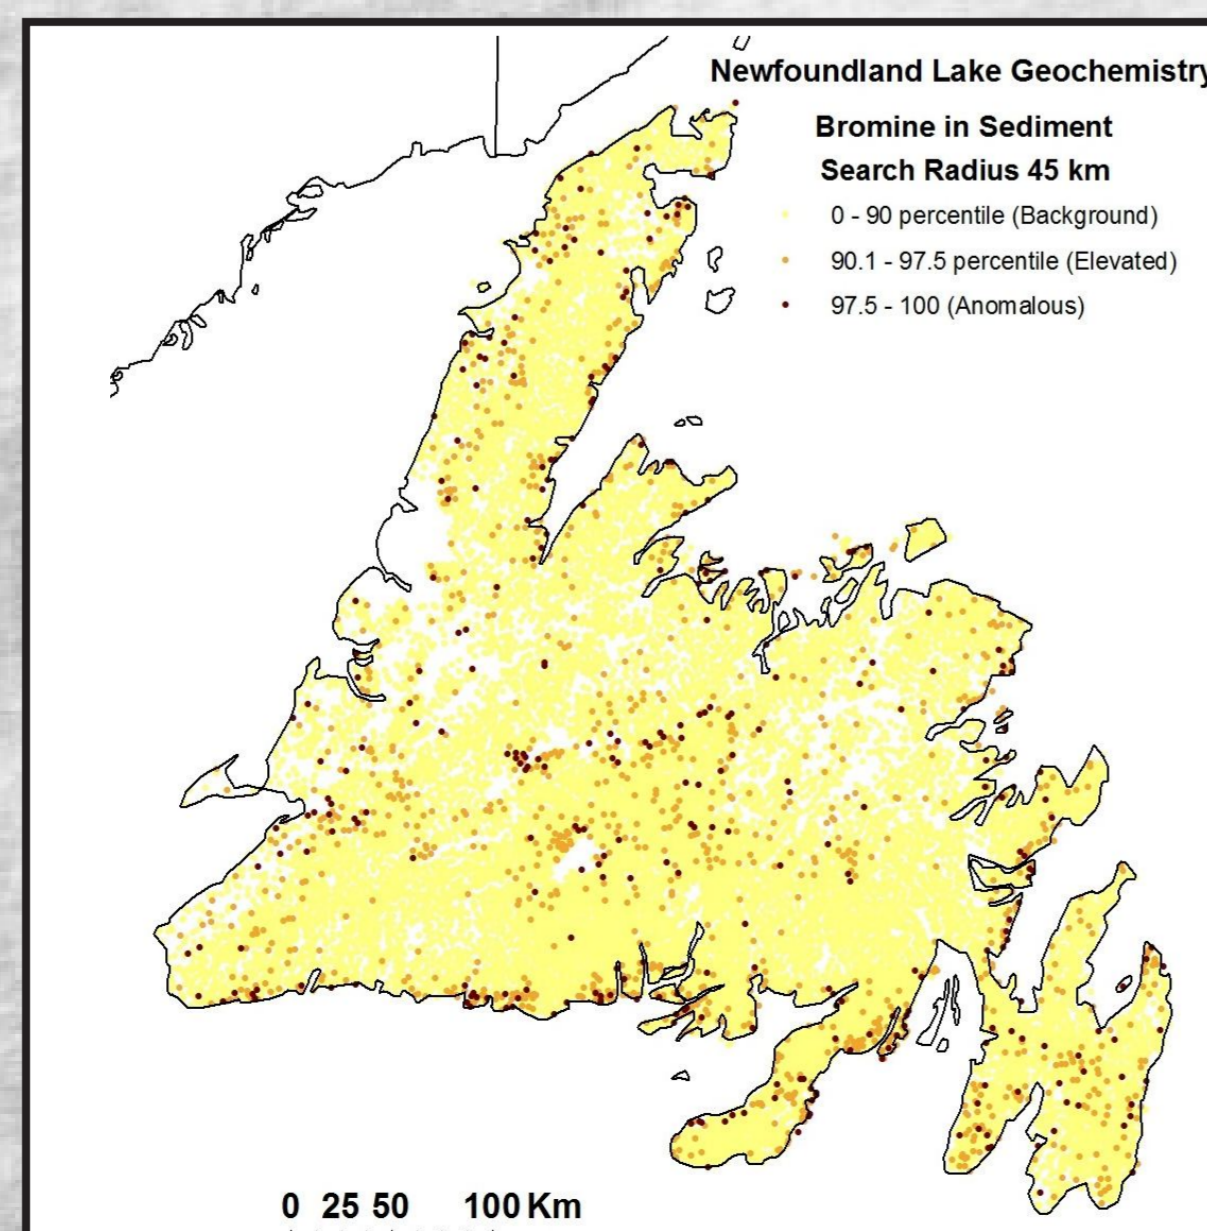 Newfoundland Lake Geochemistry
Bromine in Sediment
Search Radius 45 km
0 - 90 percentile (Background)
90.1 - 97.5 percentile (Elevated)
97.5 - 100 (Anomalous)
0 25 50 100 Km